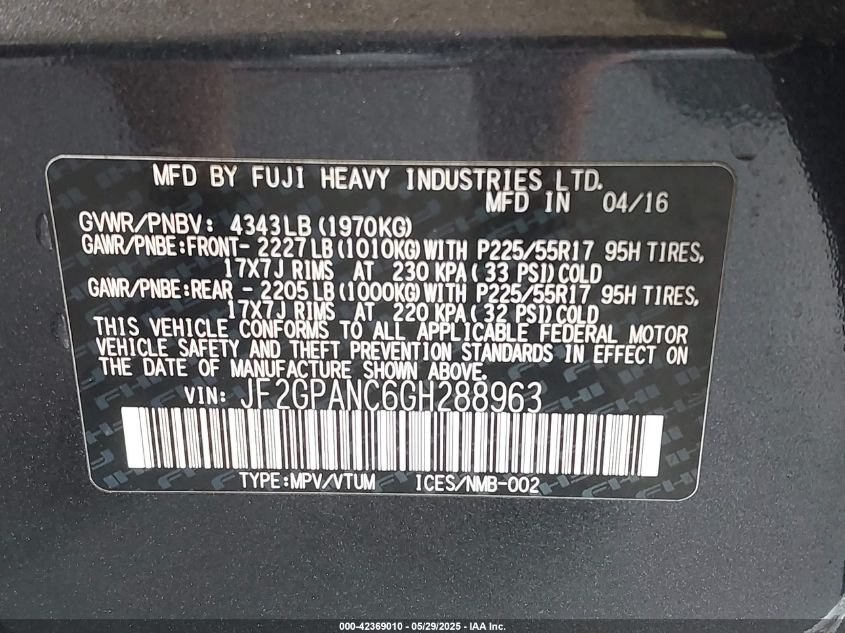 MFD BY FUJI HEAVY INDUSTRIES LTD.
MFD IN 04/16
GVWR/PNBV: 4343LB (1970KG)
GAWR/PNBE:FRONT- 2227LB(1010KG)WITH P225/55R17 95H TIRES,
17X7J RIMS AT 230 KPA( 33 PSI)COLD
GAWR/PNBE:REAR - 2205LB(1000KG)WITH P225/55R17 95H TIRES,
17X7J RIMS AT 220 KPA( 32 PSI)COLD
THIS VEHICLE CONFORMS TO ALL APPLICABLE FEDERAL MOTOR
VEHICLE SAFETY AND THEFT PREVENTION STANDARDS IN EFFECT ON
THE DATE OF MANUFACTURE SHOWN ABOVE.
VIN: JF2GPANC6GH288963
TYPE:MPV/VTUM ICES/NMB-002
000-42369010 - 05/29/2025 - IAA Inc.